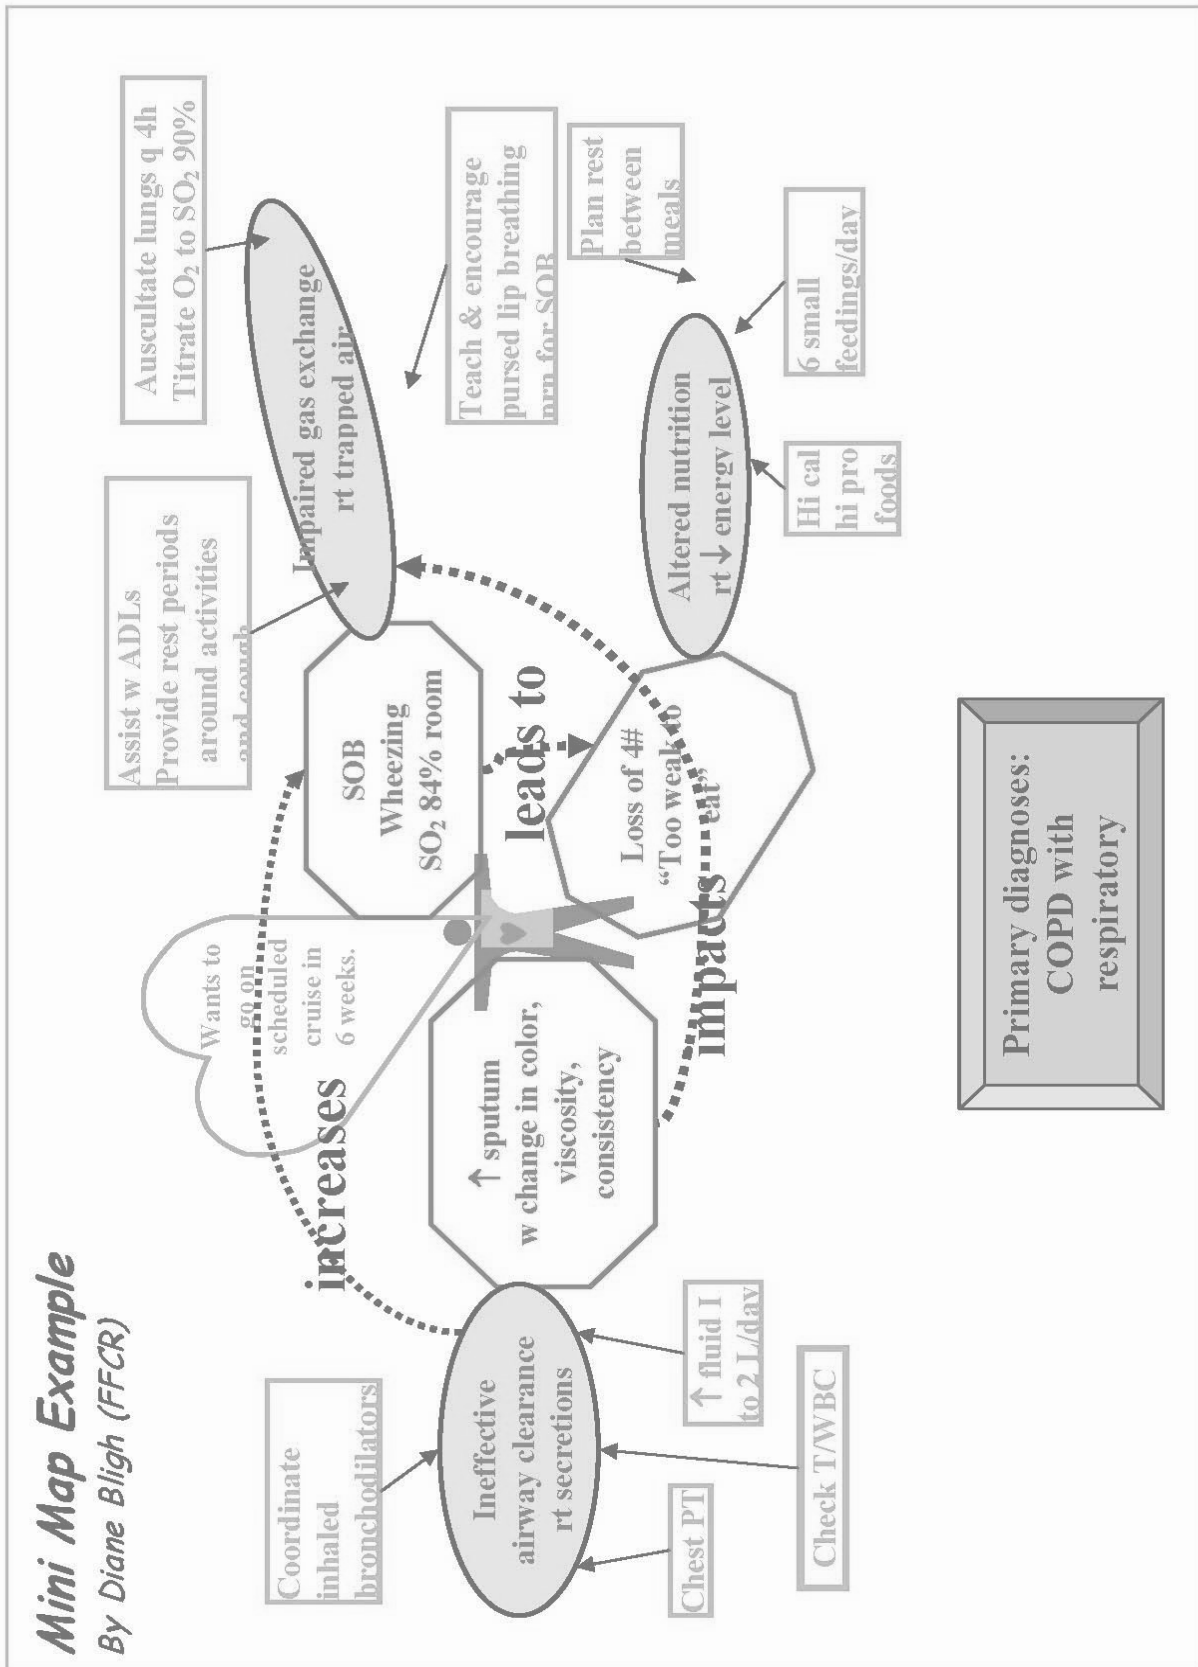 Mini Map Example
By Diane Bligh (FFCR)
Coordinate
inhaled
bronchodilators
Ineffective
airway clearance
rt secretions
Chest PT
Check T/WBC
↑ fluid I
to 2 L/day
increases
Wants to
go on
scheduled
cruise in
6 weeks.
↑ sputum
w change in color,
viscosity,
consistency
impacts
SOB
Wheezing
SO₂ 84% room
leads to
Loss of 4#
“Too weak to
eat”
Assist w ADLs
Provide rest periods
around activities
and cough
Impaired gas exchange
rt trapped air
Auscultate lungs q 4h
Titrate O₂ to SO₂ 90%
Teach & encourage
pursed lip breathing
prn for SOB
Altered nutrition
rt ↓ energy level
Plan rest
between
meals
6 small
feedings/day
Hi cal
hi pro
foods
Primary diagnoses:
COPD with
respiratory